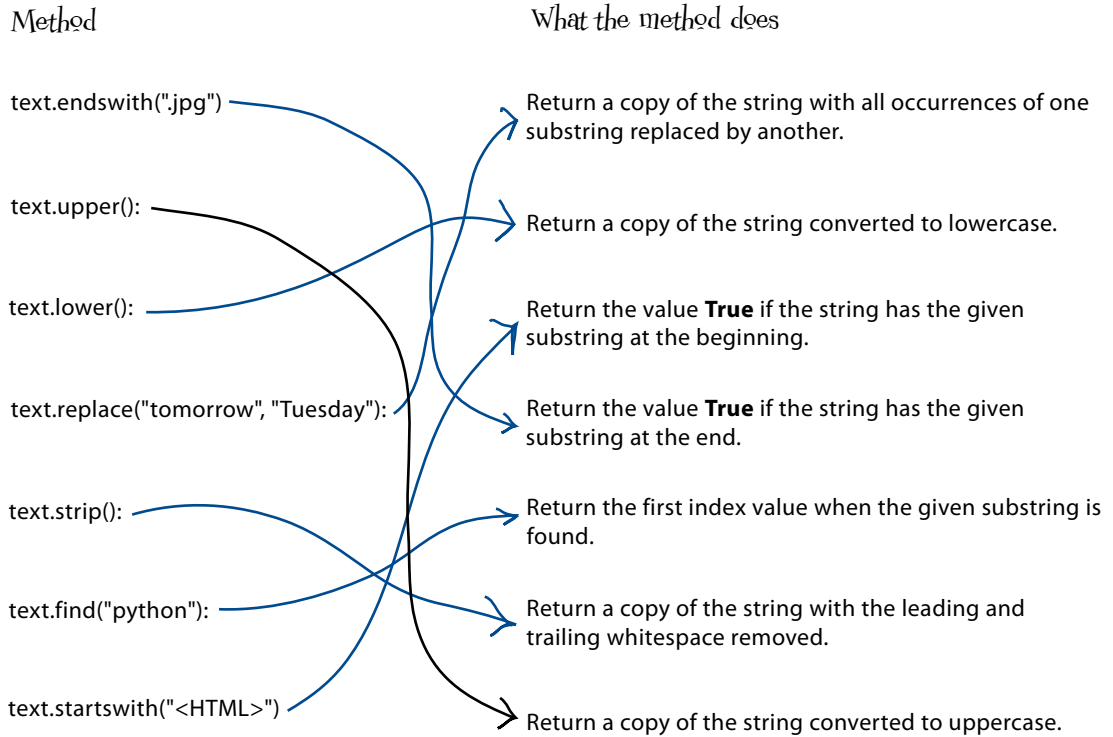 Method
What the method does
text.endswith(".jpg")
Return a copy of the string with all occurrences of one
substring replaced by another.
text.upper():
Return a copy of the string converted to lowercase.
text.lower():
Return the value True if the string has the given
substring at the beginning.
text.replace("tomorrow", "Tuesday"):
Return the value True if the string has the given
substring at the end.
text.strip():
Return the first index value when the given substring is
found.
text.find("python"):
Return a copy of the string with the leading and
trailing whitespace removed.
text.startswith("<HTML>")
Return a copy of the string converted to uppercase.